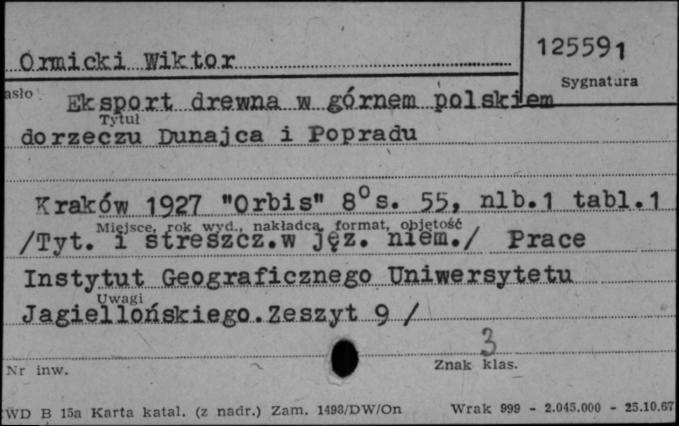 Ormicki Wiktor
125591
Sygnatura
asło
Eksport drewna w górnem polskiem
Tytuł
dorzeczu Dunajca i Popradu
Kraków 1927 "Orbis" 8° s. 55, nlb.1 tabl.1
Miejsce, rok wyd., nakładca, format, objętość
/Tyt. i streszcz.w jęz. niem./ Prace
Instytut Geograficznego Uniwersytetu
Uwagi
Jagiellońskiego.Zeszyt 9 /
3
Nr inw.
Znak klas.
WD B 15a Karta katal. (z nadr.) Zam. 1498/DW/On Wrak 999 - 2.045.000 - 25.10.67